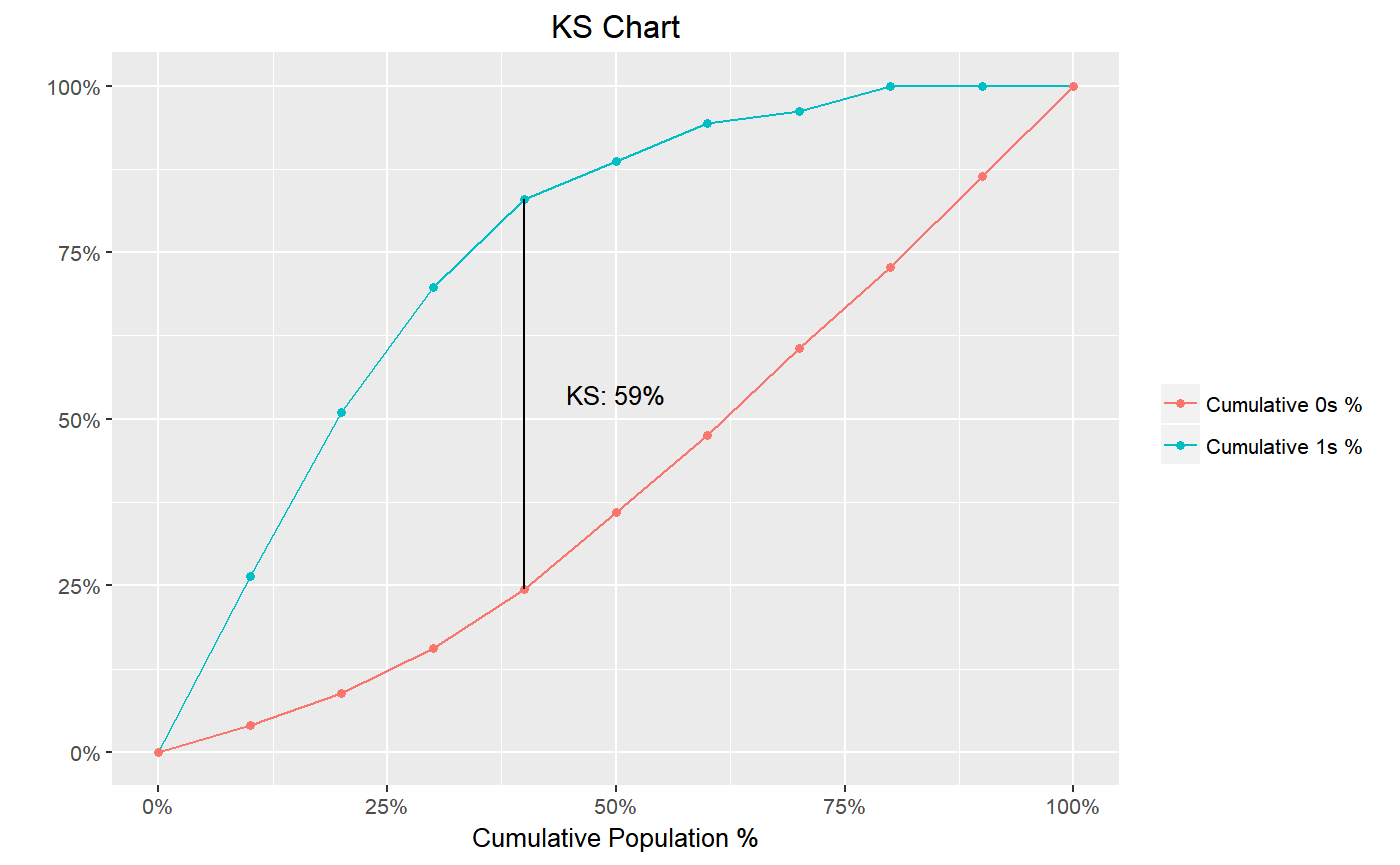 KS Chart
100%
75%
50%
25%
0%
KS: 59%
Cumulative 0s %
Cumulative 1s %
0% 25% 50% 75% 100%
Cumulative Population %